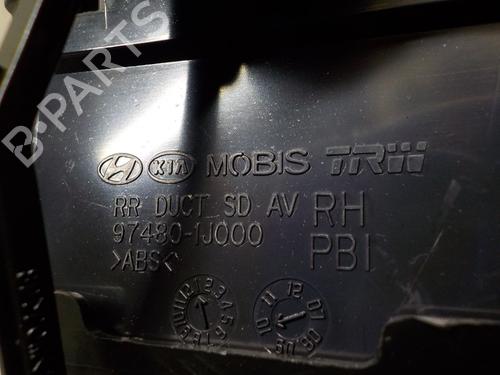 B-PARTS
KIA MOBIS TRW
RR DUCT SD AV RH
97480-1J000
>ABS< PBI